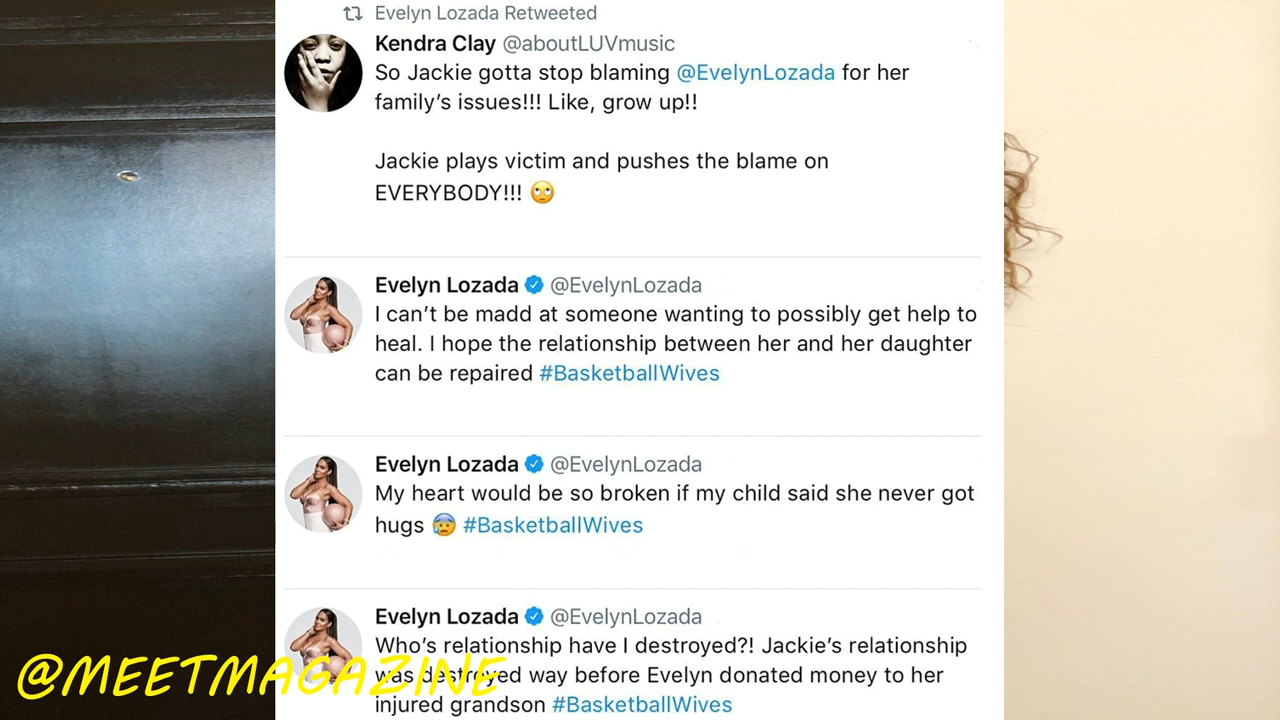 Evelyn Lozada Retweeted
Kendra Clay @aboutLUVmusic
So Jackie gotta stop blaming @EvelynLozada for her
family's issues!!! Like, grow up!!
Jackie plays victim and pushes the blame on
EVERYBODY!!! 🙄
Evelyn Lozada @EvelynLozada
I can't be madd at someone wanting to possibly get help to
heal. I hope the relationship between her and her daughter
can be repaired #BasketballWives
Evelyn Lozada @EvelynLozada
My heart would be so broken if my child said she never got
hugs 😰 #BasketballWives
Evelyn Lozada @EvelynLozada
Who's relationship have I destroyed?! Jackie's relationship
was destroyed way before Evelyn donated money to her
injured grandson #BasketballWives
@MEETMAGAZINE